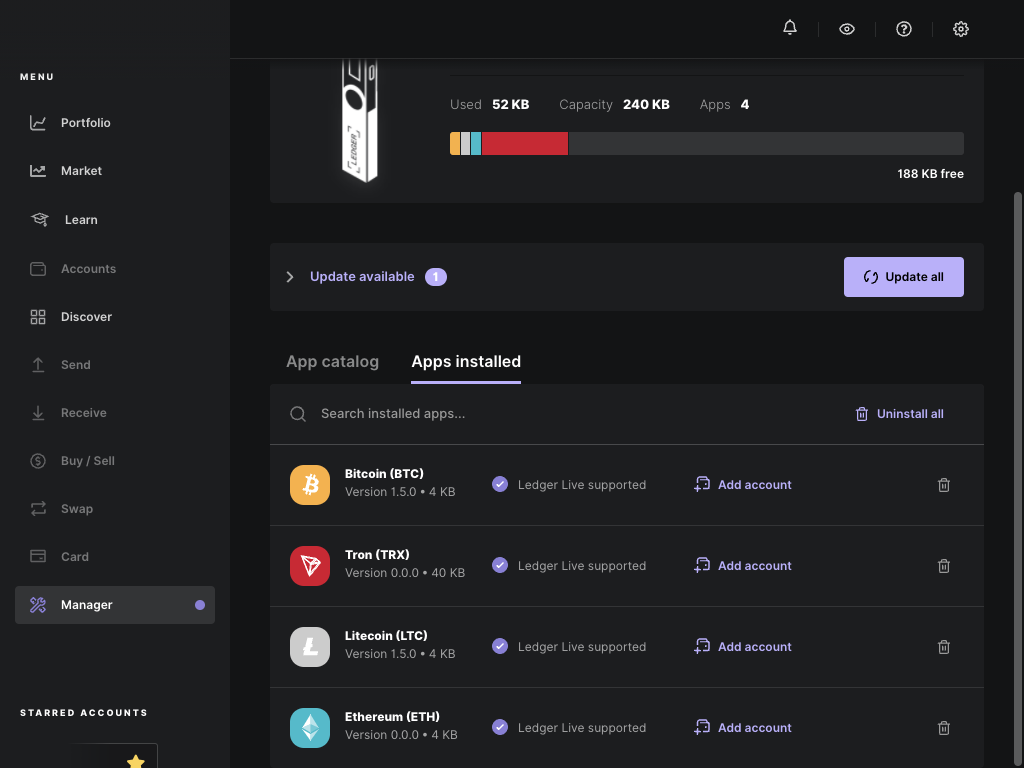 MENU
Portfolio
Market
Learn
Accounts
Discover
Send
Receive
Buy / Sell
Swap
Card
Manager
STARRED ACCOUNTS
LEDGER
Used 52 KB Capacity 240 KB Apps 4
188 KB free
Update available 1
Update all
App catalog Apps installed
Search installed apps...
Uninstall all
Bitcoin (BTC)
Version 1.5.0 • 4 KB
Ledger Live supported
Add account
Tron (TRX)
Version 0.0.0 • 40 KB
Ledger Live supported
Add account
Litecoin (LTC)
Version 1.5.0 • 4 KB
Ledger Live supported
Add account
Ethereum (ETH)
Version 0.0.0 • 4 KB
Ledger Live supported
Add account